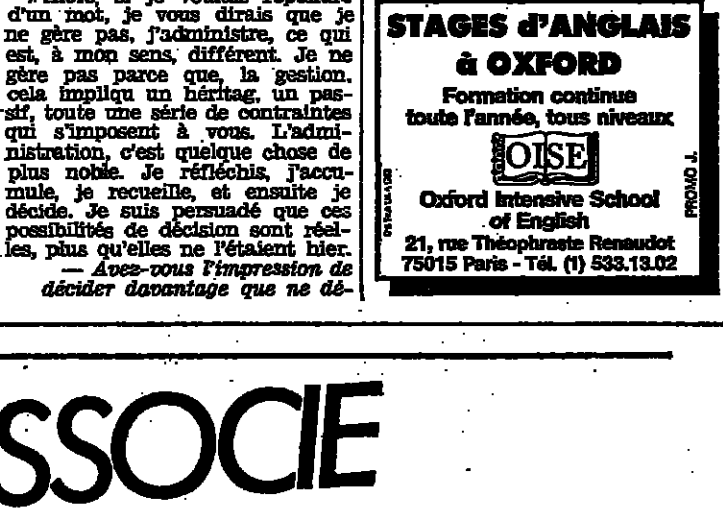 d'un mot, je vous dirais que je
ne gère pas, j'administre, ce qui
est, à mon sens, différent. Je ne
gère pas parce que, la gestion,
cela impliqu un héritag, un pas-
sif, toute une série de contraintes
qui s'imposent à vous. L'admi-
nistration, c'est quelque chose de
plus noble. Je réfléchis, j'accu-
mule, je recueille, et ensuite je
décide. Je suis persuadé que ces
possibilités de décision sont réel-
les, plus qu'elles ne l'étaient hier.
— Avez-vous l'impression de
décider davantage que ne dé-
STAGES d'ANGLAIS
à OXFORD
Formation continue
toute l'année, tous niveaux
OISE
Oxford Intensive School
of English
21, rue Théophraste Renaudot
75015 Paris - Tél. (1) 533.13.02
PROMO J.
SSOCIE